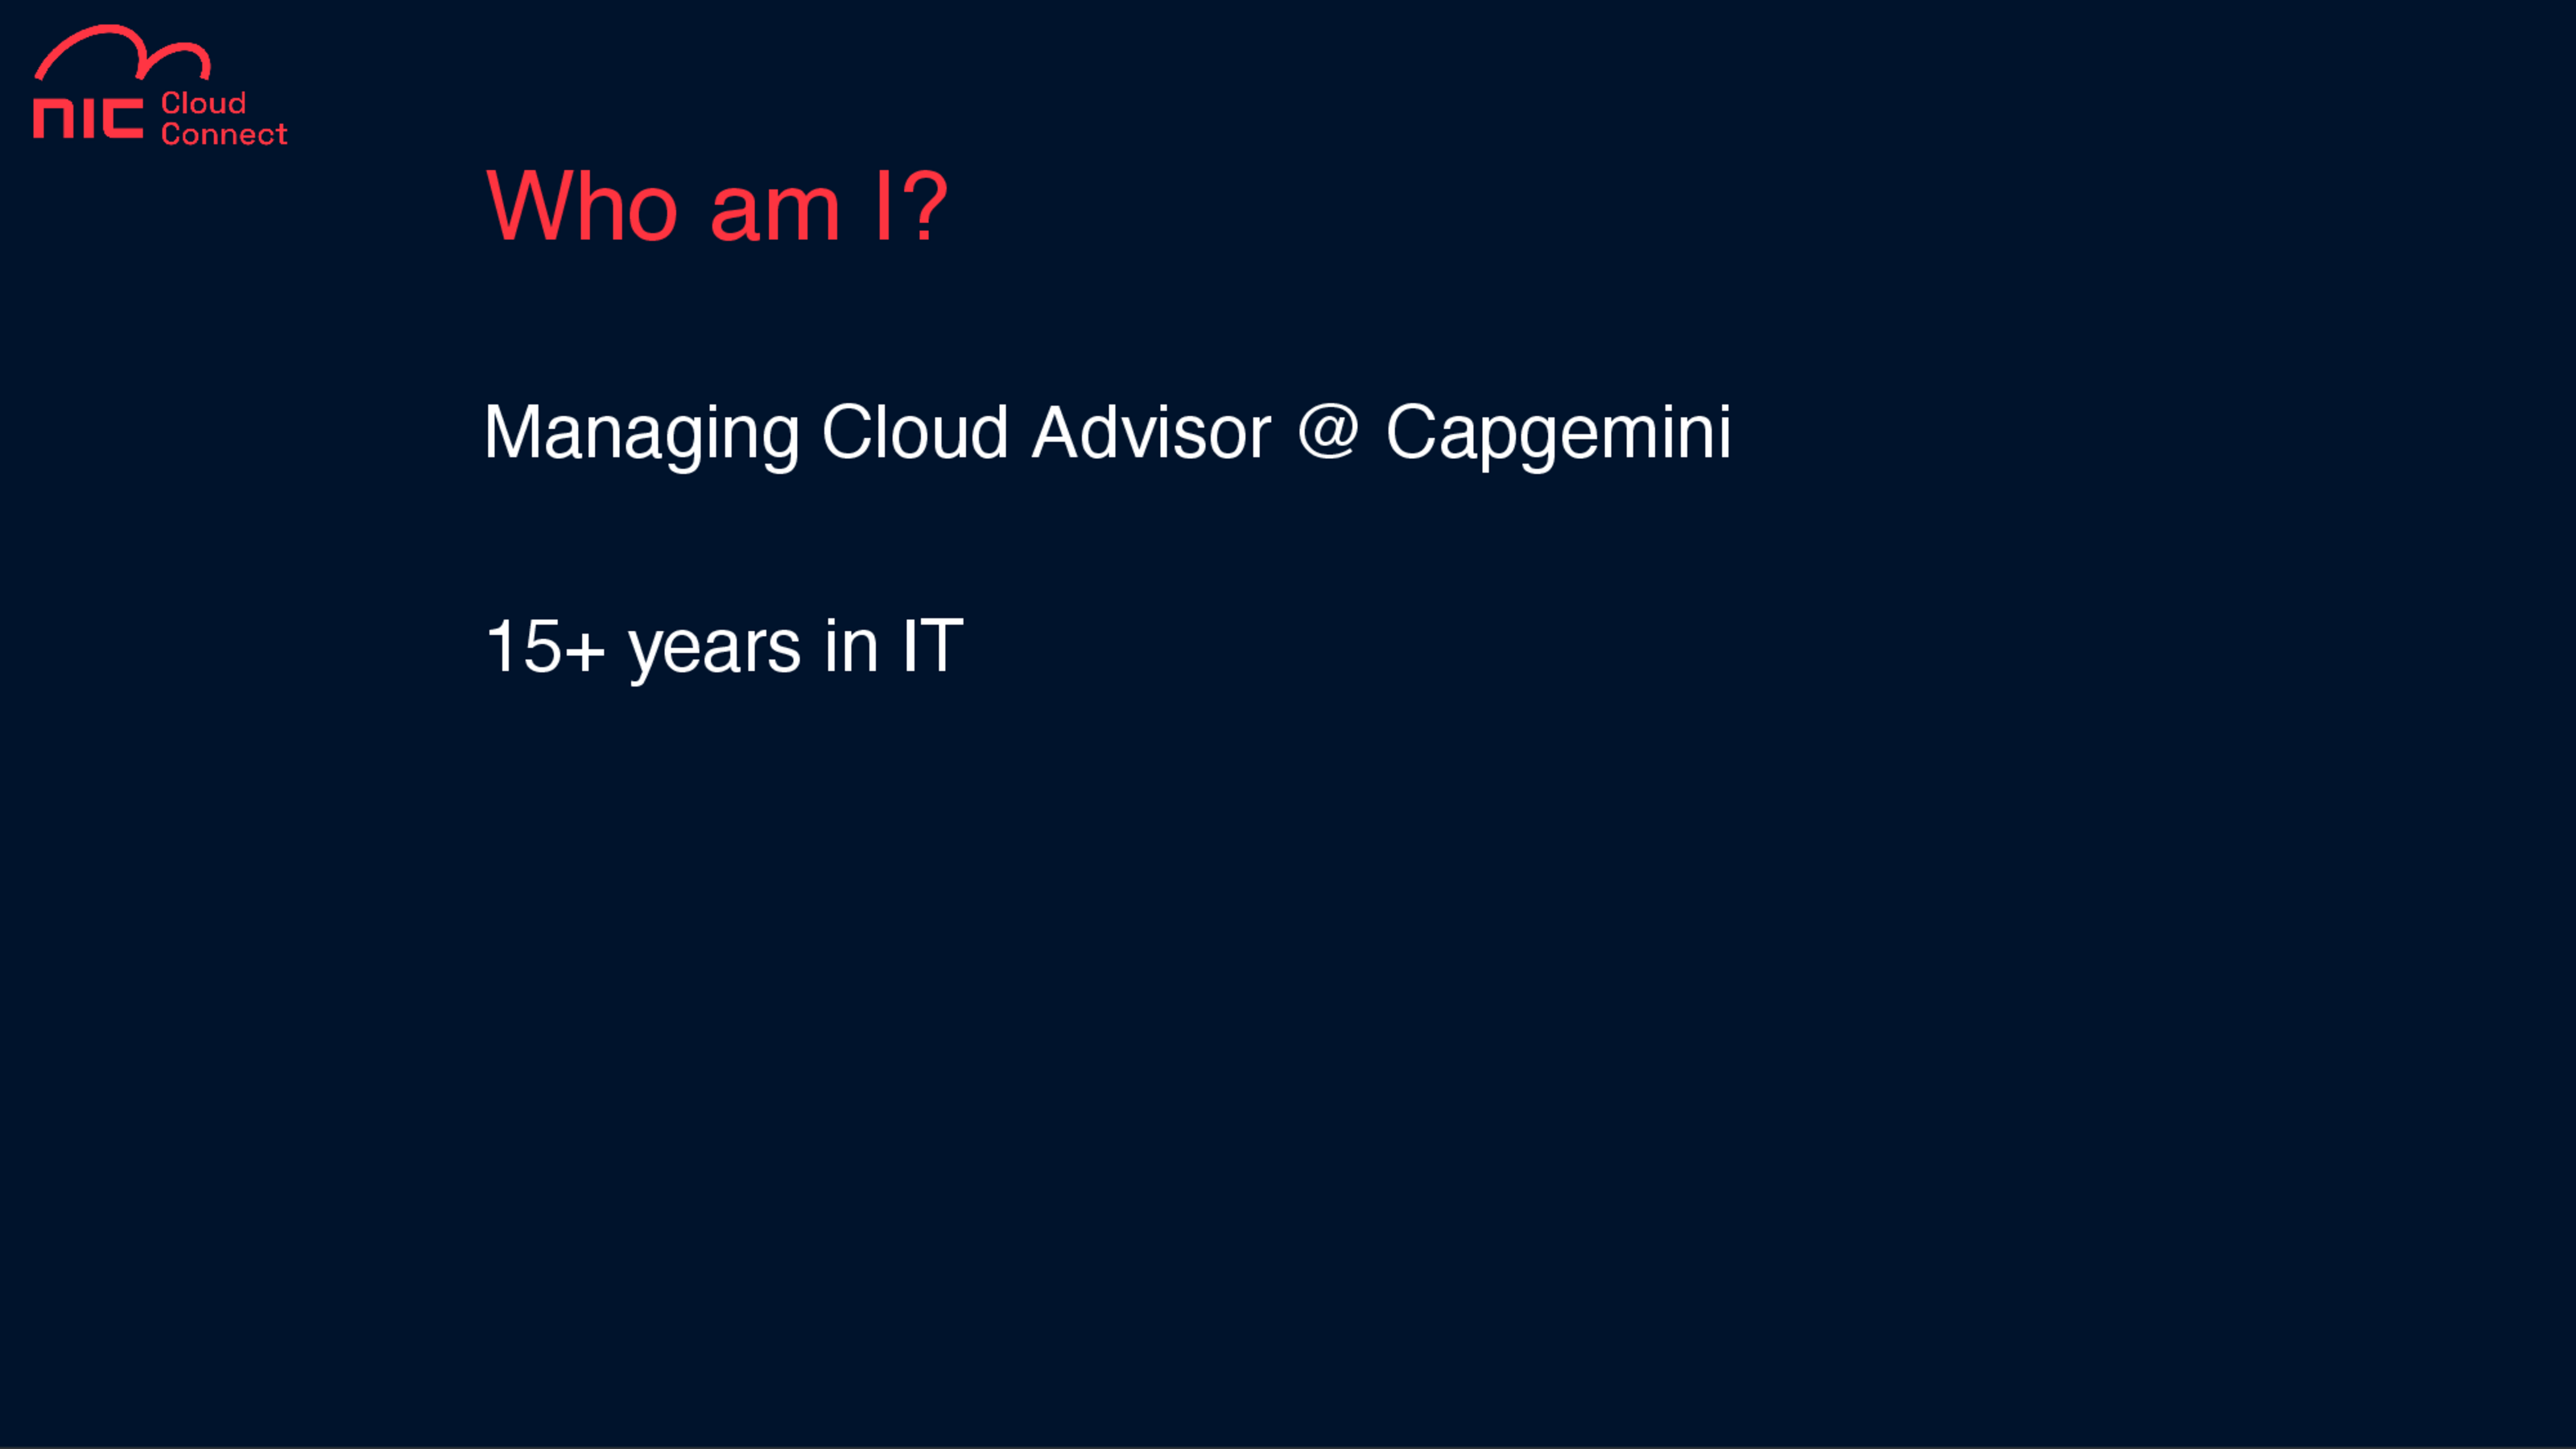 nic Cloud
Connect
Who am I?
Managing Cloud Advisor @ Capgemini
15+ years in IT